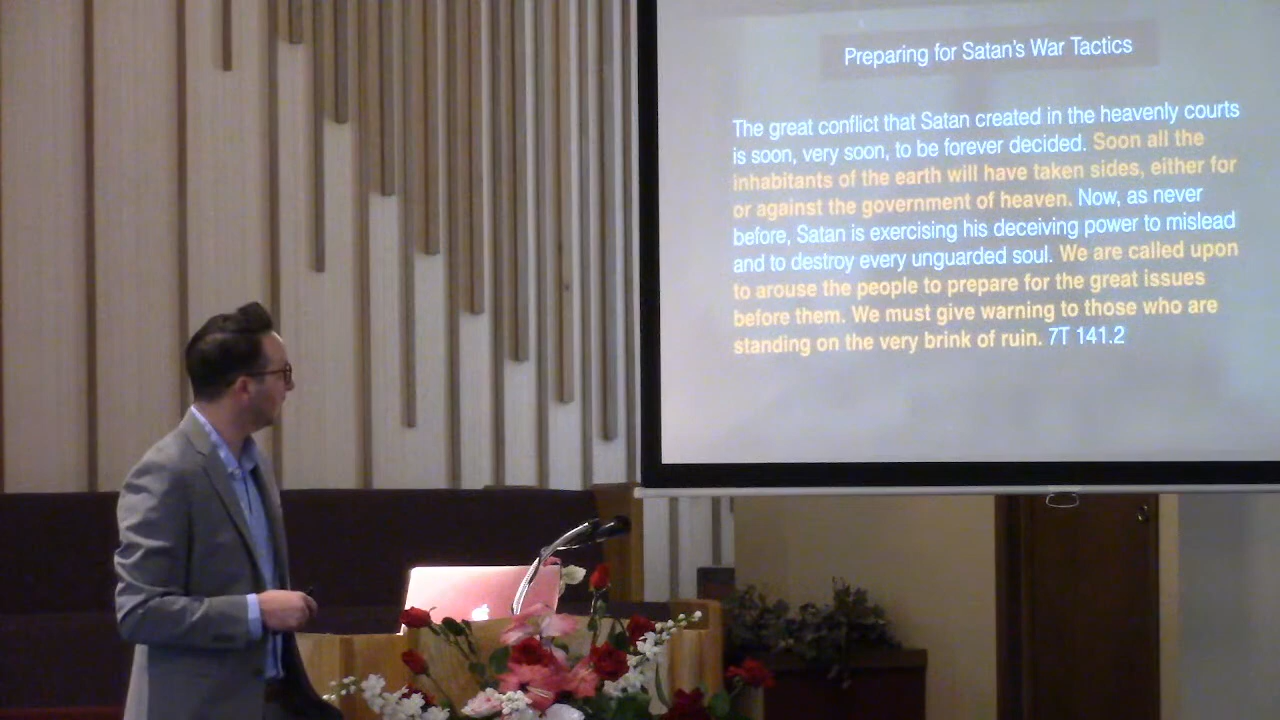 Preparing for Satan's War Tactics
The great conflict that Satan created in the heavenly courts
is soon, very soon, to be forever decided. Soon all the
inhabitants of the earth will have taken sides, either for
or against the government of heaven. Now, as never
before, Satan is exercising his deceiving power to mislead
and to destroy every unguarded soul. We are called upon
to arouse the people to prepare for the great issues
before them. We must give warning to those who are
standing on the very brink of ruin. 7T 141.2